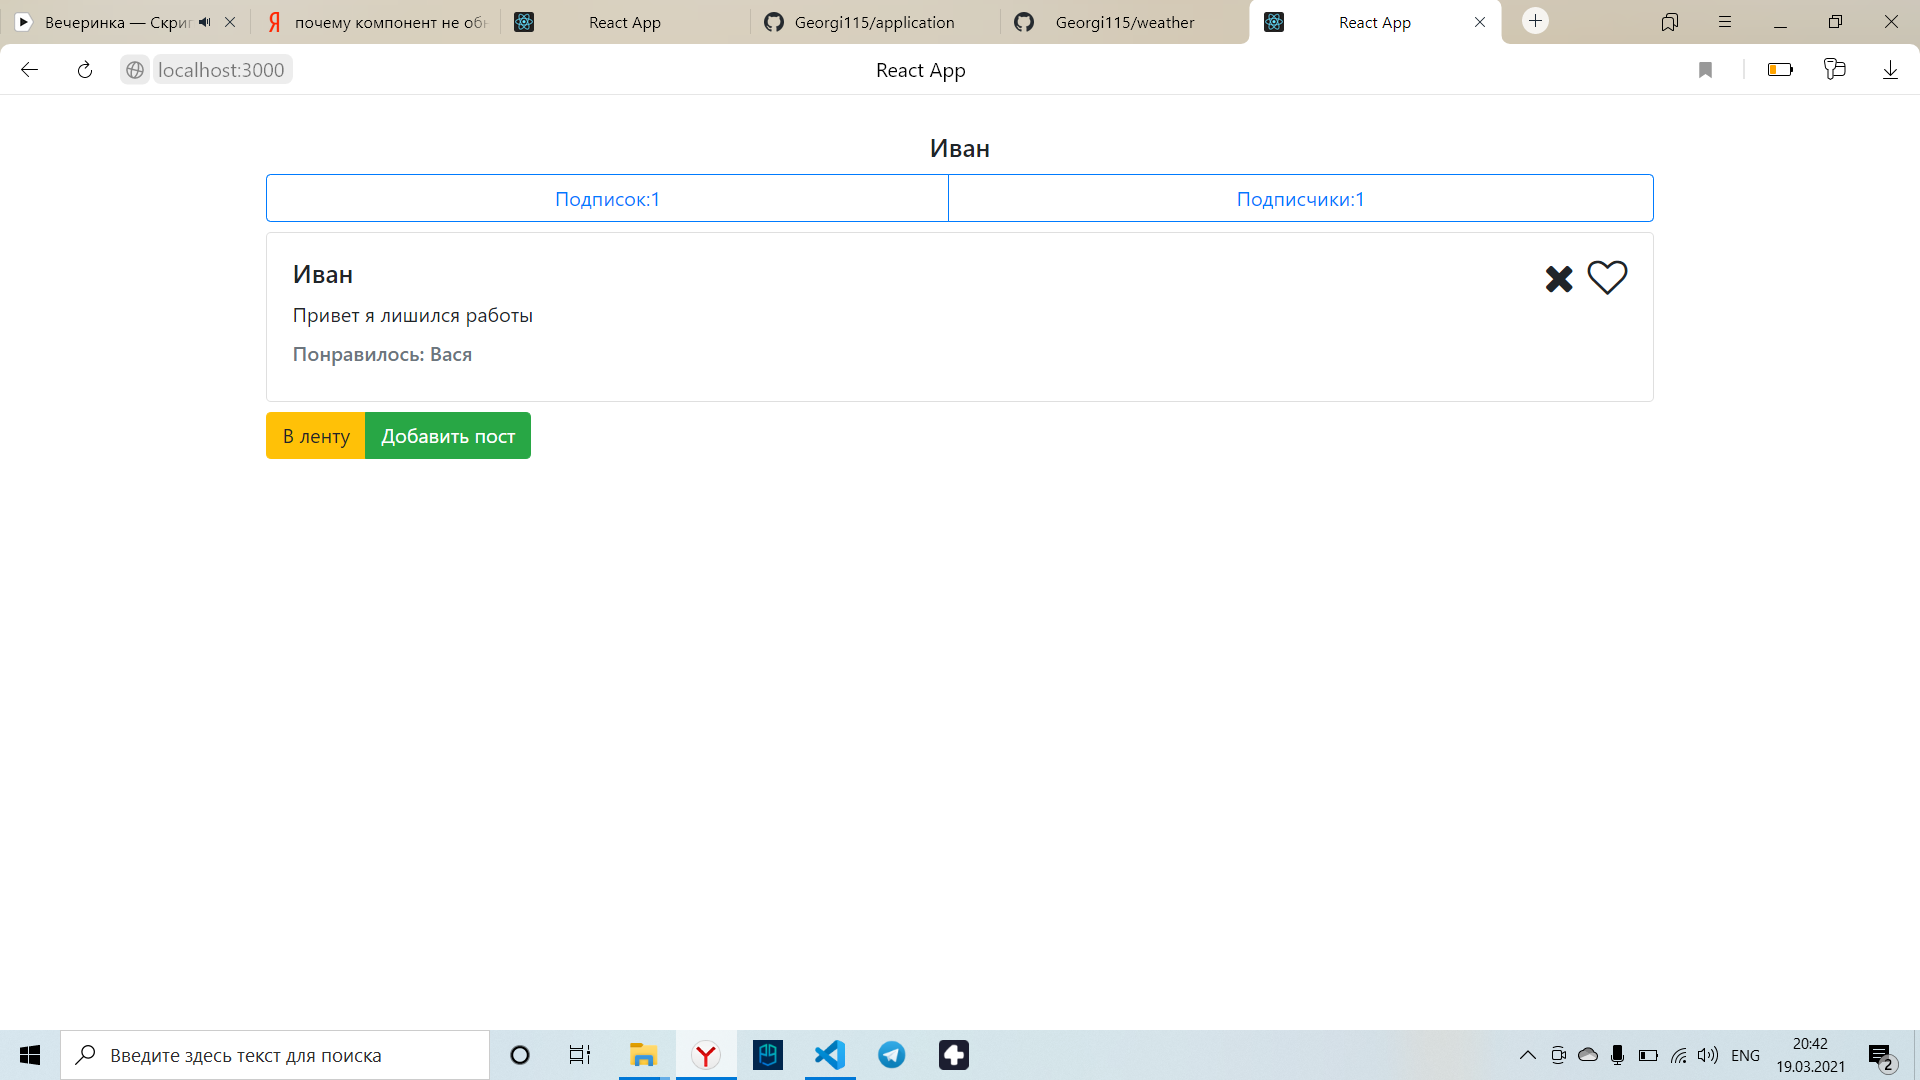 Вечеринка — Скрип
почему компонент не об
React App
Georgi115/application
Georgi115/weather
React App
localhost:3000
React App
Иван
Подписок:1
Подписчики:1
Иван
Привет я лишился работы
Понравилось: Вася
В ленту
Добавить пост
Введите здесь текст для поиска
ENG
20:42
19.03.2021
2